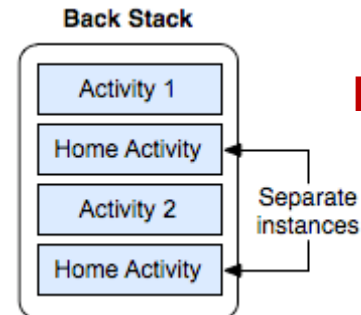 Back Stack
Activity 1
Home Activity
Activity 2
Separate
instances
Home Activity